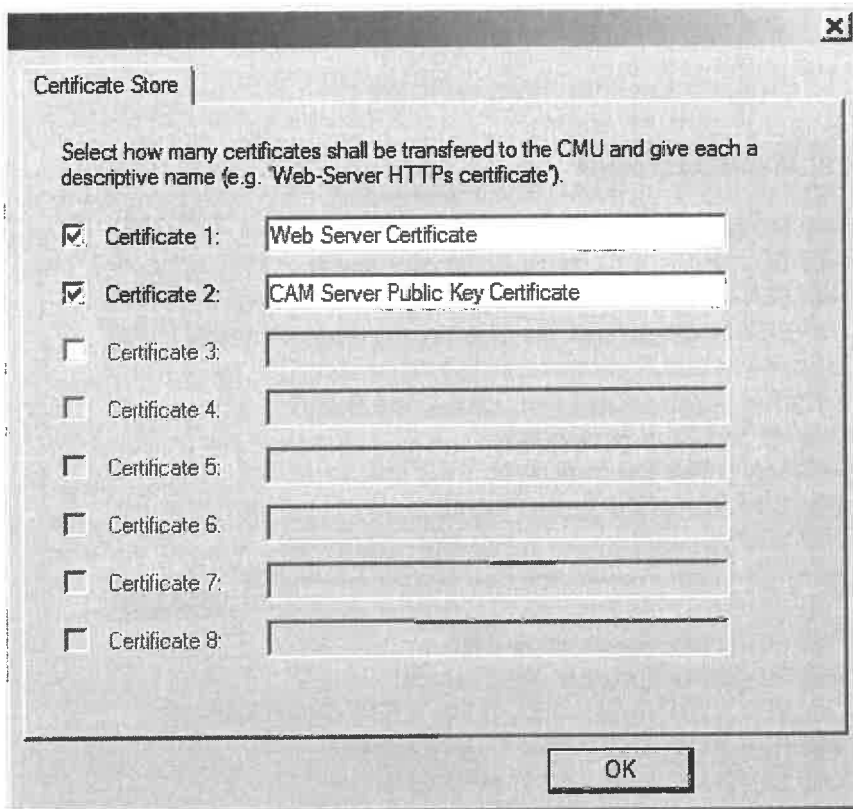 Certificate Store
Select how many certificates shall be transfered to the CMU and give each a
descriptive name (e.g. 'Web-Server HTTPs certificate').
Certificate 1: Web Server Certificate
Certificate 2: CAM Server Public Key Certificate
Certificate 3:
Certificate 4:
Certificate 5:
Certificate 6:
Certificate 7:
Certificate 8:
OK